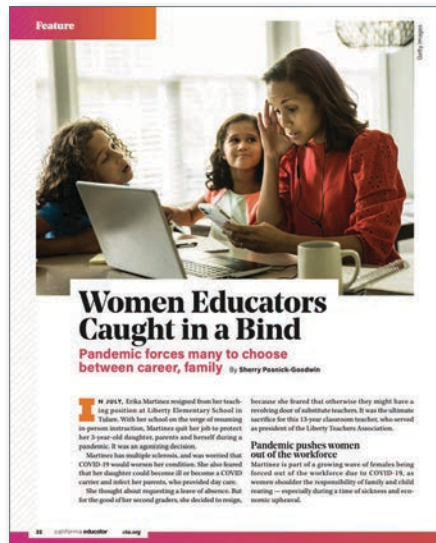 Feature
Getty Images
Women Educators
Caught in a Bind
Pandemic forces many to choose
between career, family By Sherry Posnick-Goodwin
IN JULY, Erika Martinez resigned from her teach-
ing position at Liberty Elementary School in
Tulare. With her school on the verge of resuming
in-person instruction, Martinez quit her job to protect
her 3-year-old daughter, parents and herself during a
pandemic. It was an agonizing decision.
Martinez has multiple sclerosis, and was worried that
COVID-19 would worsen her condition. She also feared
that her daughter could become ill or become a COVID
carrier and infect her parents, who provided day care.
She thought about requesting a leave of absence. But
for the good of her second graders, she decided to resign,
because she feared that otherwise they might have a
revolving door of substitute teachers. It was the ultimate
sacrifice for this 13-year classroom teacher, who served
as president of the Liberty Teachers Association.
Pandemic pushes women
out of the workforce
Martinez is part of a growing wave of females being
forced out of the workforce due to COVID-19, as
women shoulder the responsibility of family and child
rearing — especially during a time of sickness and eco-
nomic upheaval.
32 california educator cta.org